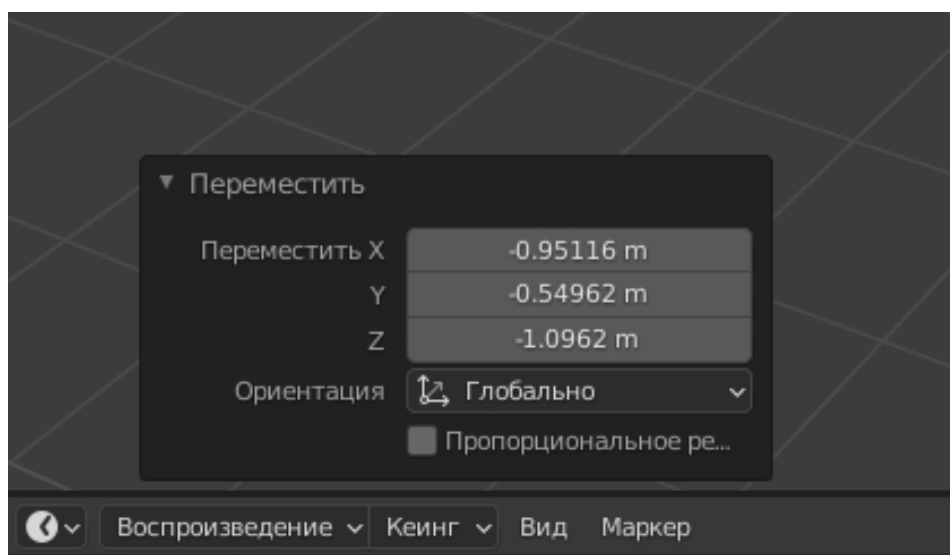 Переместить
Переместить X -0.95116 m
Y -0.54962 m
Z -1.0962 m
Ориентация Глобально
Пропорциональное ре...
Воспроизведение Кеинг Вид Маркер